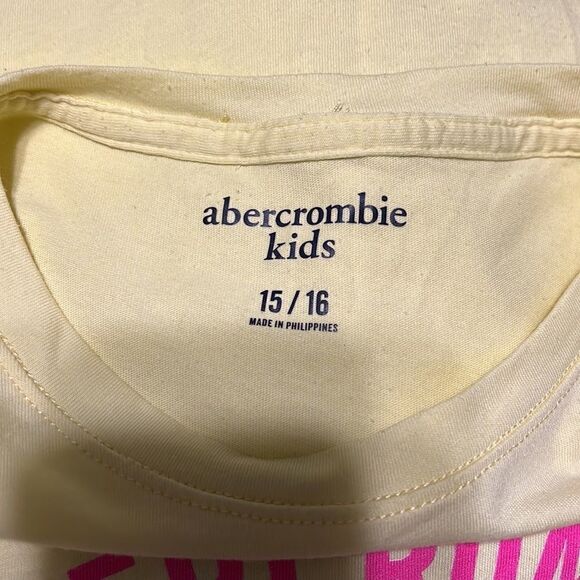 abercrombie
kids
15 / 16
MADE IN PHILIPPINES